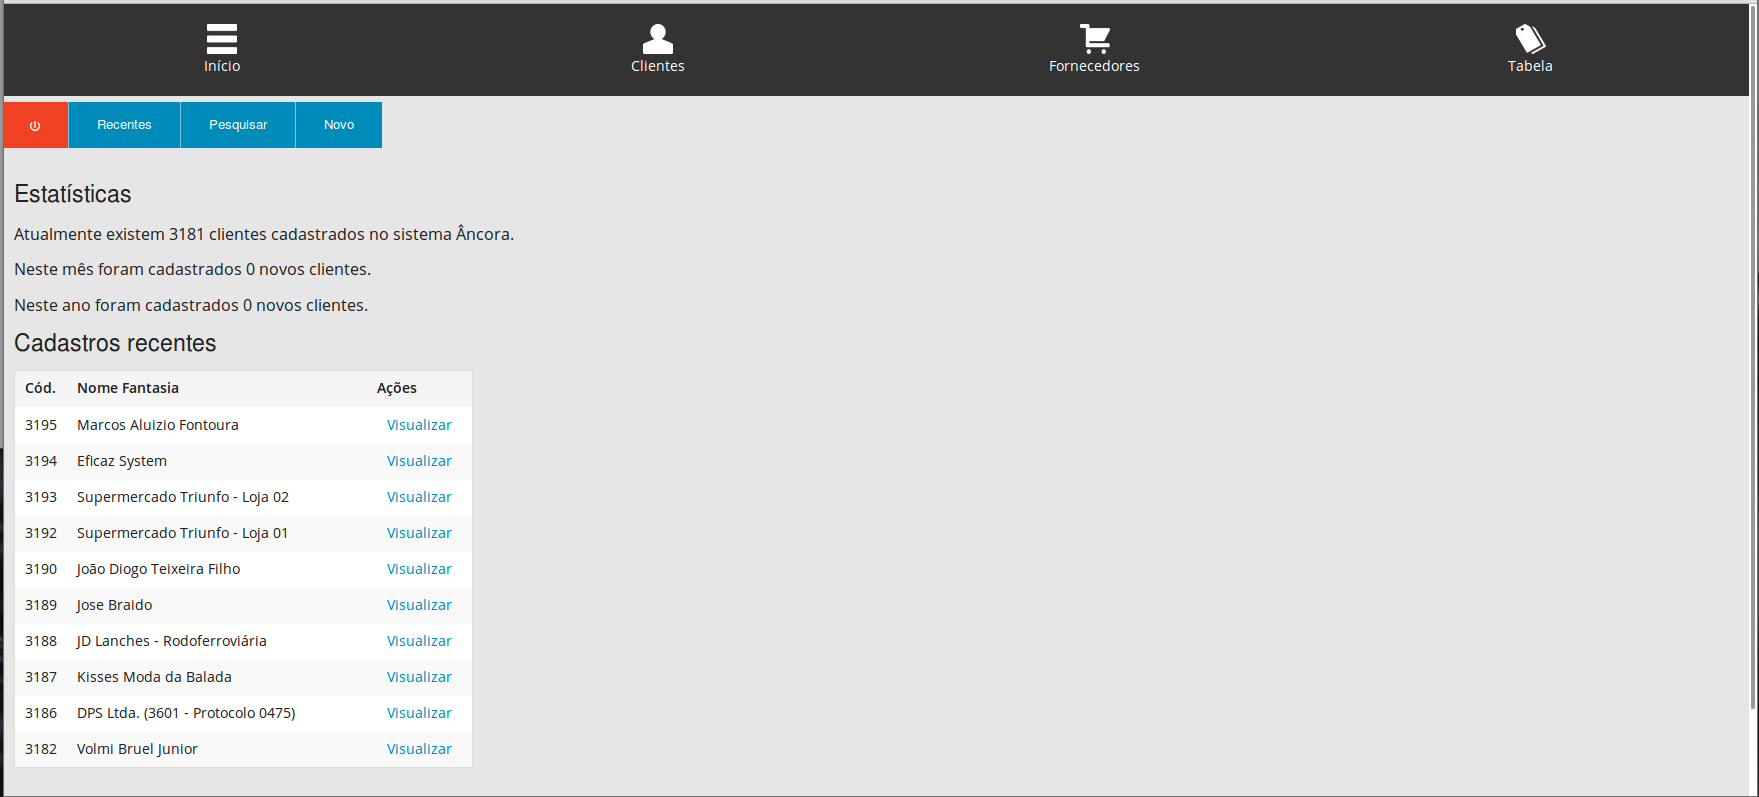 Início Clientes Fornecedores Tabela
Recentes Pesquisar Novo
Estatísticas
Atualmente existem 3181 clientes cadastrados no sistema Âncora.
Neste mês foram cadastrados 0 novos clientes.
Neste ano foram cadastrados 0 novos clientes.
Cadastros recentes
Cód. Nome Fantasia Ações
3195 Marcos Aluizio Fontoura Visualizar
3194 Eficaz System Visualizar
3193 Supermercado Triunfo - Loja 02 Visualizar
3192 Supermercado Triunfo - Loja 01 Visualizar
3190 João Diogo Teixeira Filho Visualizar
3189 Jose Braido Visualizar
3188 JD Lanches - Rodoferroviária Visualizar
3187 Kisses Moda da Balada Visualizar
3186 DPS Ltda. (3601 - Protocolo 0475) Visualizar
3182 Volmi Bruel Junior Visualizar